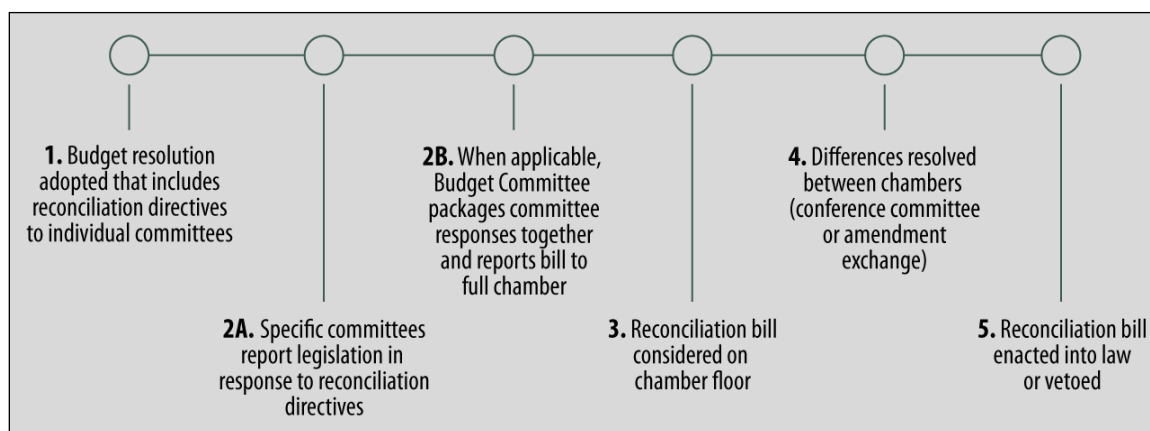 1. Budget resolution
adopted that includes
reconciliation directives
to individual committees
2A. Specific committees
report legislation in
response to reconciliation
directives
2B. When applicable,
Budget Committee
packages committee
responses together
and reports bill to
full chamber
3. Reconciliation bill
considered on
chamber floor
4. Differences resolved
between chambers
(conference committee
or amendment
exchange)
5. Reconciliation bill
enacted into law
or vetoed